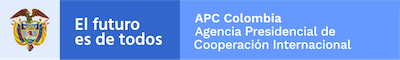 El futuro
es de todos
APC Colombia
Agencia Presidencial de
Cooperación Internacional